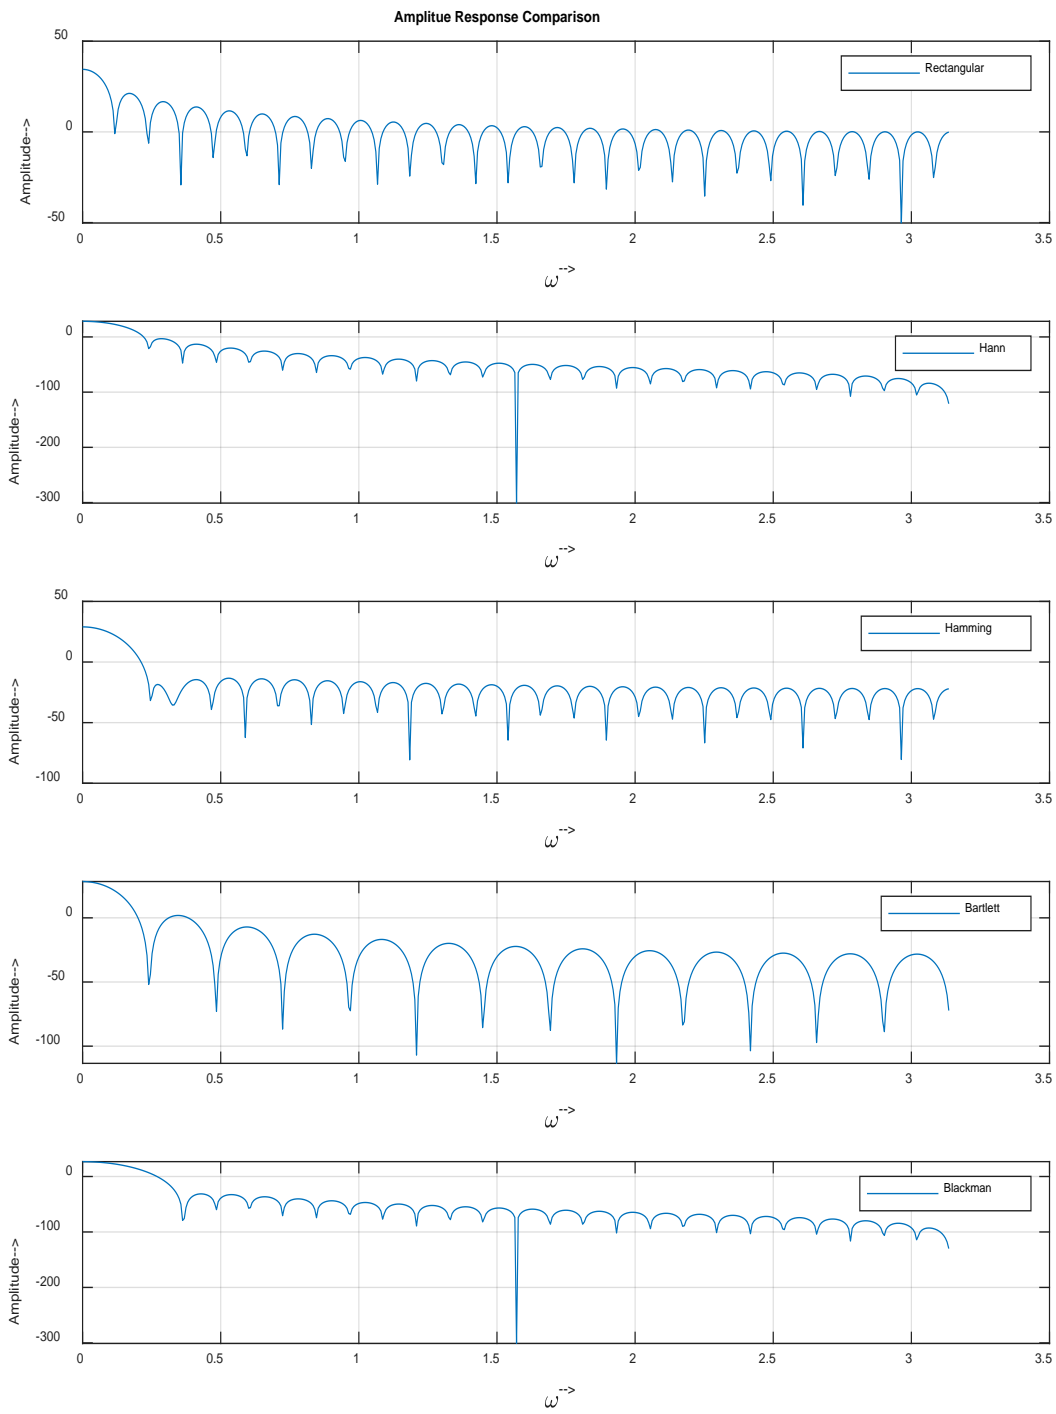 Amplitue Response Comparison
50
0
-50
Amplitude-->
Rectangular
0 0.5 1 1.5 2 2.5 3 3.5
ω-->
0
-100
-200
-300
Amplitude-->
Hann
0 0.5 1 1.5 2 2.5 3 3.5
ω-->
50
0
-50
-100
Amplitude-->
Hamming
0 0.5 1 1.5 2 2.5 3 3.5
ω-->
0
-50
-100
Amplitude-->
Bartlett
0 0.5 1 1.5 2 2.5 3 3.5
ω-->
0
-100
-200
-300
Amplitude-->
Blackman
0 0.5 1 1.5 2 2.5 3 3.5
ω-->